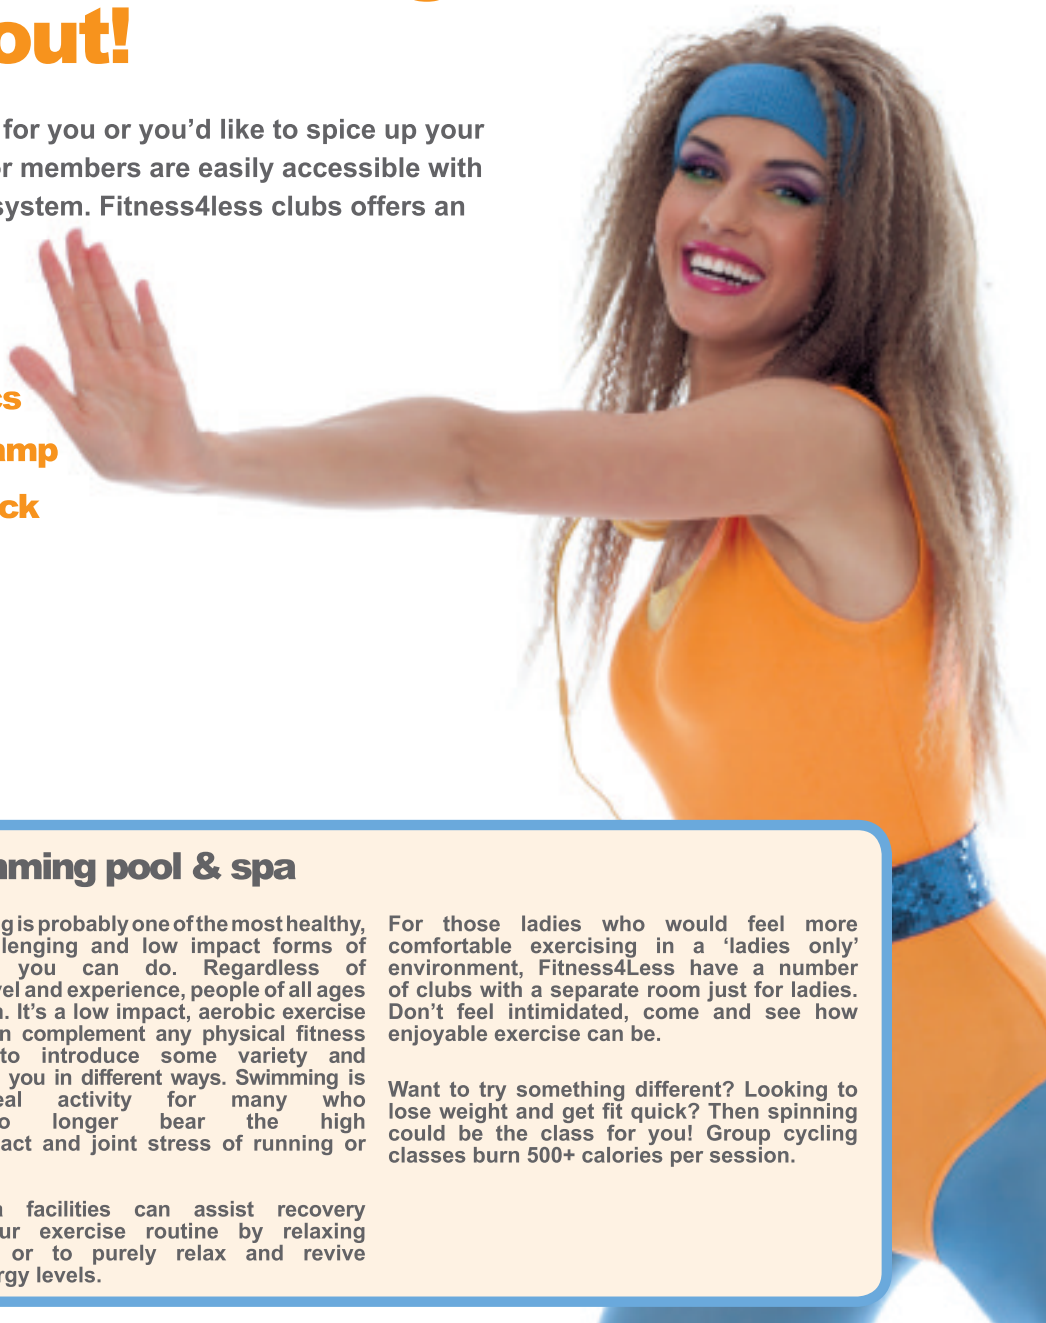 out!
for you or you’d like to spice up your
or members are easily accessible with
system. Fitness4less clubs offers an
cs
amp
ck
mming pool & spa
g is probably one of the most healthy,
llenging and low impact forms of
you can do. Regardless of
vel and experience, people of all ages
n. It’s a low impact, aerobic exercise
n complement any physical fitness
to introduce some variety and
you in different ways. Swimming is
eal activity for many who
o longer bear the high
act and joint stress of running or
a facilities can assist recovery
ur exercise routine by relaxing
or to purely relax and revive
rgy levels.
For those ladies who would feel more
comfortable exercising in a ‘ladies only’
environment, Fitness4Less have a number
of clubs with a separate room just for ladies.
Don’t feel intimidated, come and see how
enjoyable exercise can be.
Want to try something different? Looking to
lose weight and get fit quick? Then spinning
could be the class for you! Group cycling
classes burn 500+ calories per session.